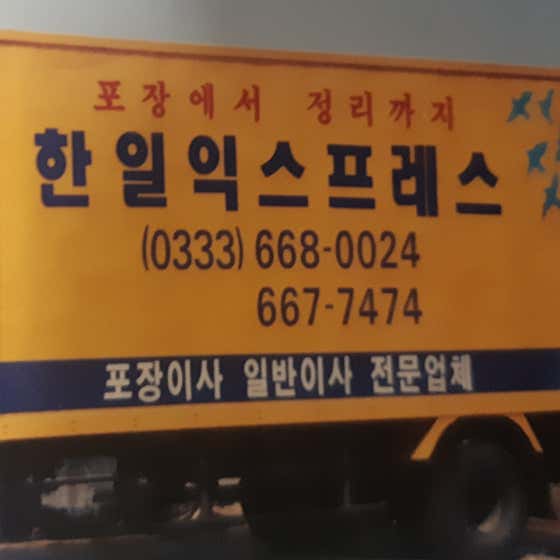 포장에서 정리까지
한일익스프레스
(0333) 668-0024
667-7474
포장이사 일반이사 전문업체